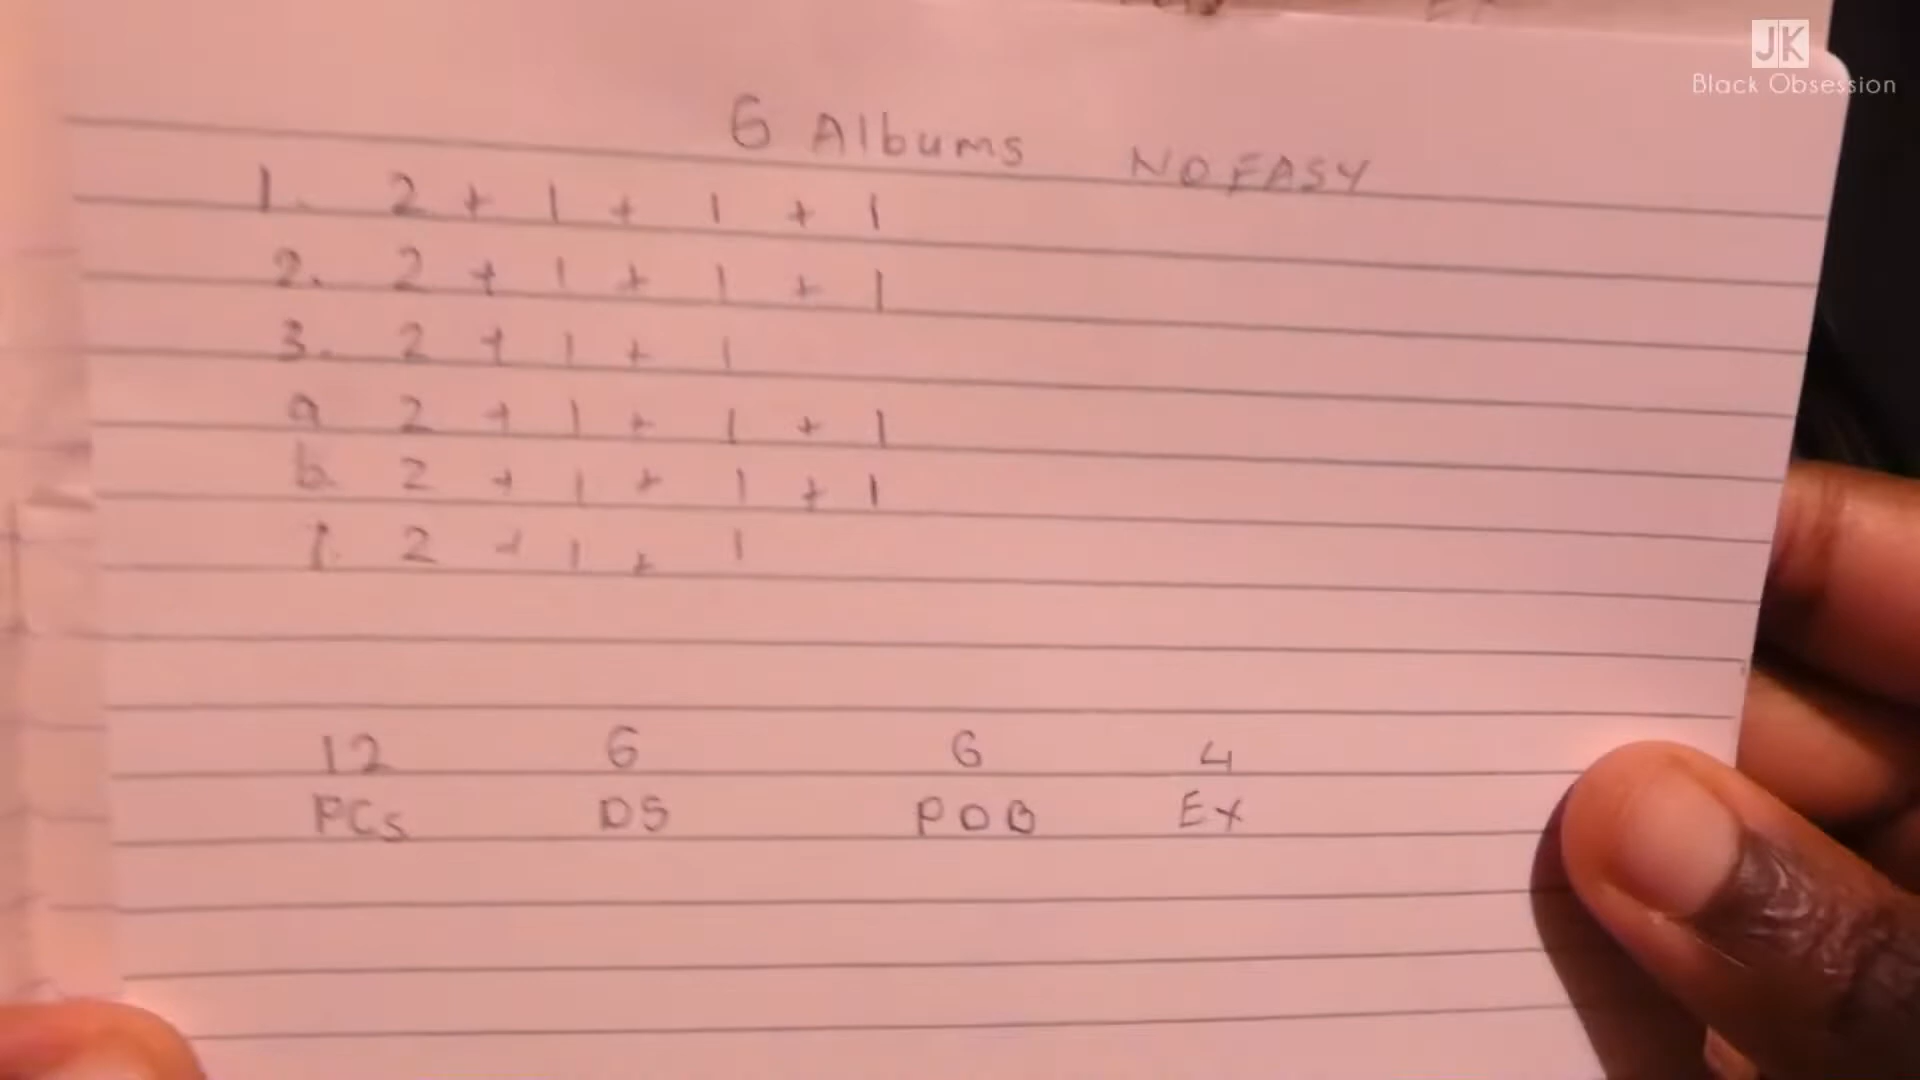 JK
Black Obsession
6 Albums NOEASY
1. 2 + 1 + 1 + 1
2. 2 + 1 + 1 + 1
3. 2 + 1 + 1
a 2 + 1 + 1 + 1
b. 2 + 1 + 1 + 1
2 + 1 + 1
12 6 6 4
PCs DS POB Ex